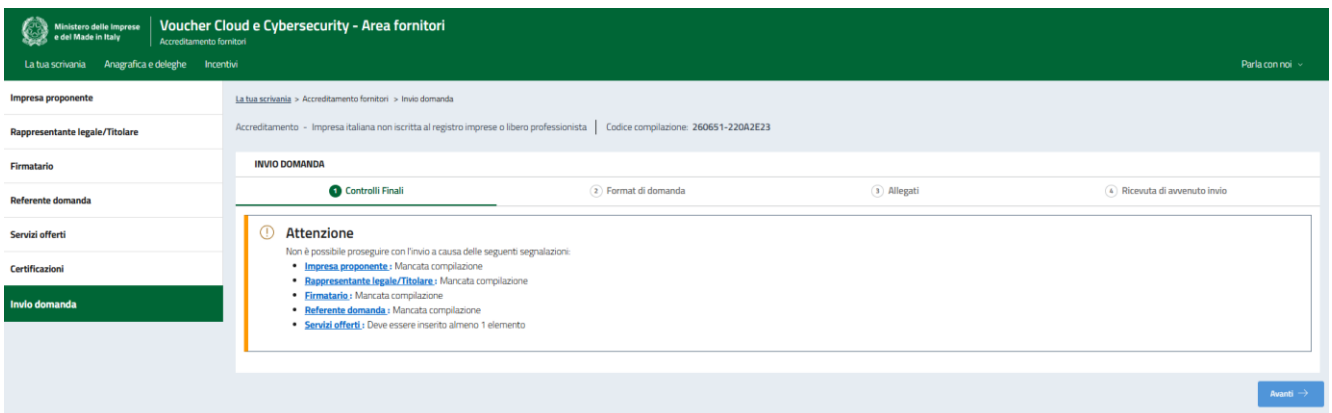 Ministero delle Imprese
e del Made in Italy
Voucher Cloud e Cybersecurity - Area fornitori
Accreditamento fornitori
La tua scrivania Anagrafica e deleghe Incentivi Parla con noi
Impresa proponente
Rappresentante legale/Titolare
Firmatario
Referente domanda
Servizi offerti
Certificazioni
Invio domanda
La tua scrivania > Accreditamento fornitori > Invio domanda
Accreditamento - Impresa italiana non iscritta al registro imprese o libero professionista | Codice compilazione: 260651-220A2E23
INVIO DOMANDA
1 Controlli Finali 2 Format di domanda 3 Allegati 4 Ricevuta di avvenuto invio
Attenzione
Non è possibile proseguire con l'invio a causa delle seguenti segnalazioni:
• Impresa proponente : Mancata compilazione
• Rappresentante legale/Titolare : Mancata compilazione
• Firmatario : Mancata compilazione
• Referente domanda : Mancata compilazione
• Servizi offerti : Deve essere inserito almeno 1 elemento
Avanti →